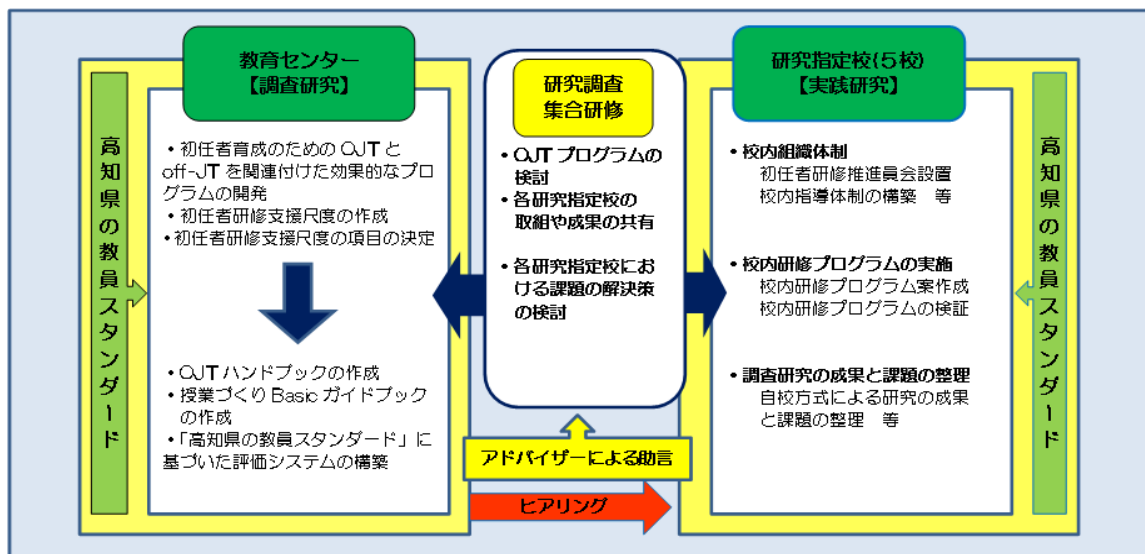 高知県の教員スタンダード
教育センター
【調査研究】
・初任者育成のための OJT と
off-JT を関連付けた効果的なプロ
グラムの開発
・初任者研修支援尺度の作成
・初任者研修支援尺度の項目の決定
・OJT ハンドブックの作成
・授業づくり Basic ガイドブック
の作成
・「高知県の教員スタンダード」に
基づいた評価システムの構築
研究調査
集合研修
・OJT プログラムの
検討
・各研究指定校の
取組や成果の共有
・各研究指定校にお
ける課題の解決策
の検討
アドバイザーによる助言
ヒアリング
研究指定校(5校)
【実践研究】
・校内組織体制
初任者研修推進員会設置
校内指導体制の構築 等
・校内研修プログラムの実施
校内研修プログラム案作成
校内研修プログラムの検証
・調査研究の成果と課題の整理
自校方式による研究の成果
と課題の整理 等
高知県の教員スタンダード